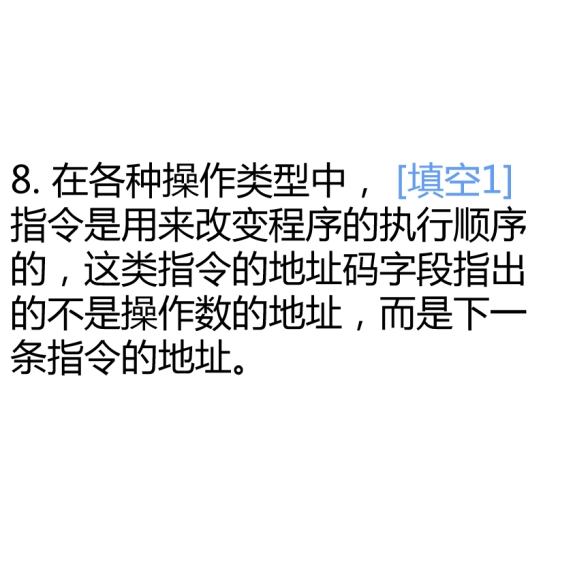 8. 在各种操作类型中，[填空1]
指令是用来改变程序的执行顺序
的，这类指令的地址码字段指出
的不是操作数的地址，而是下一
条指令的地址。